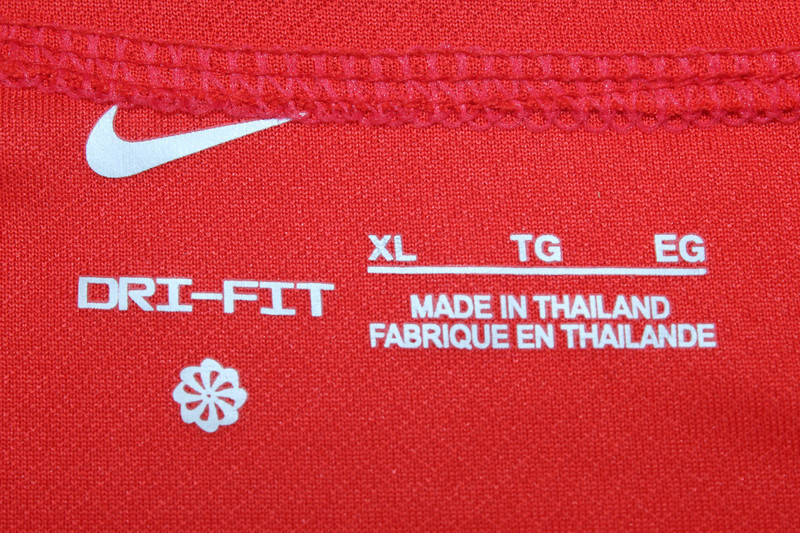 XL TG EG
DRI-FIT
MADE IN THAILAND
FABRIQUE EN THAILANDE